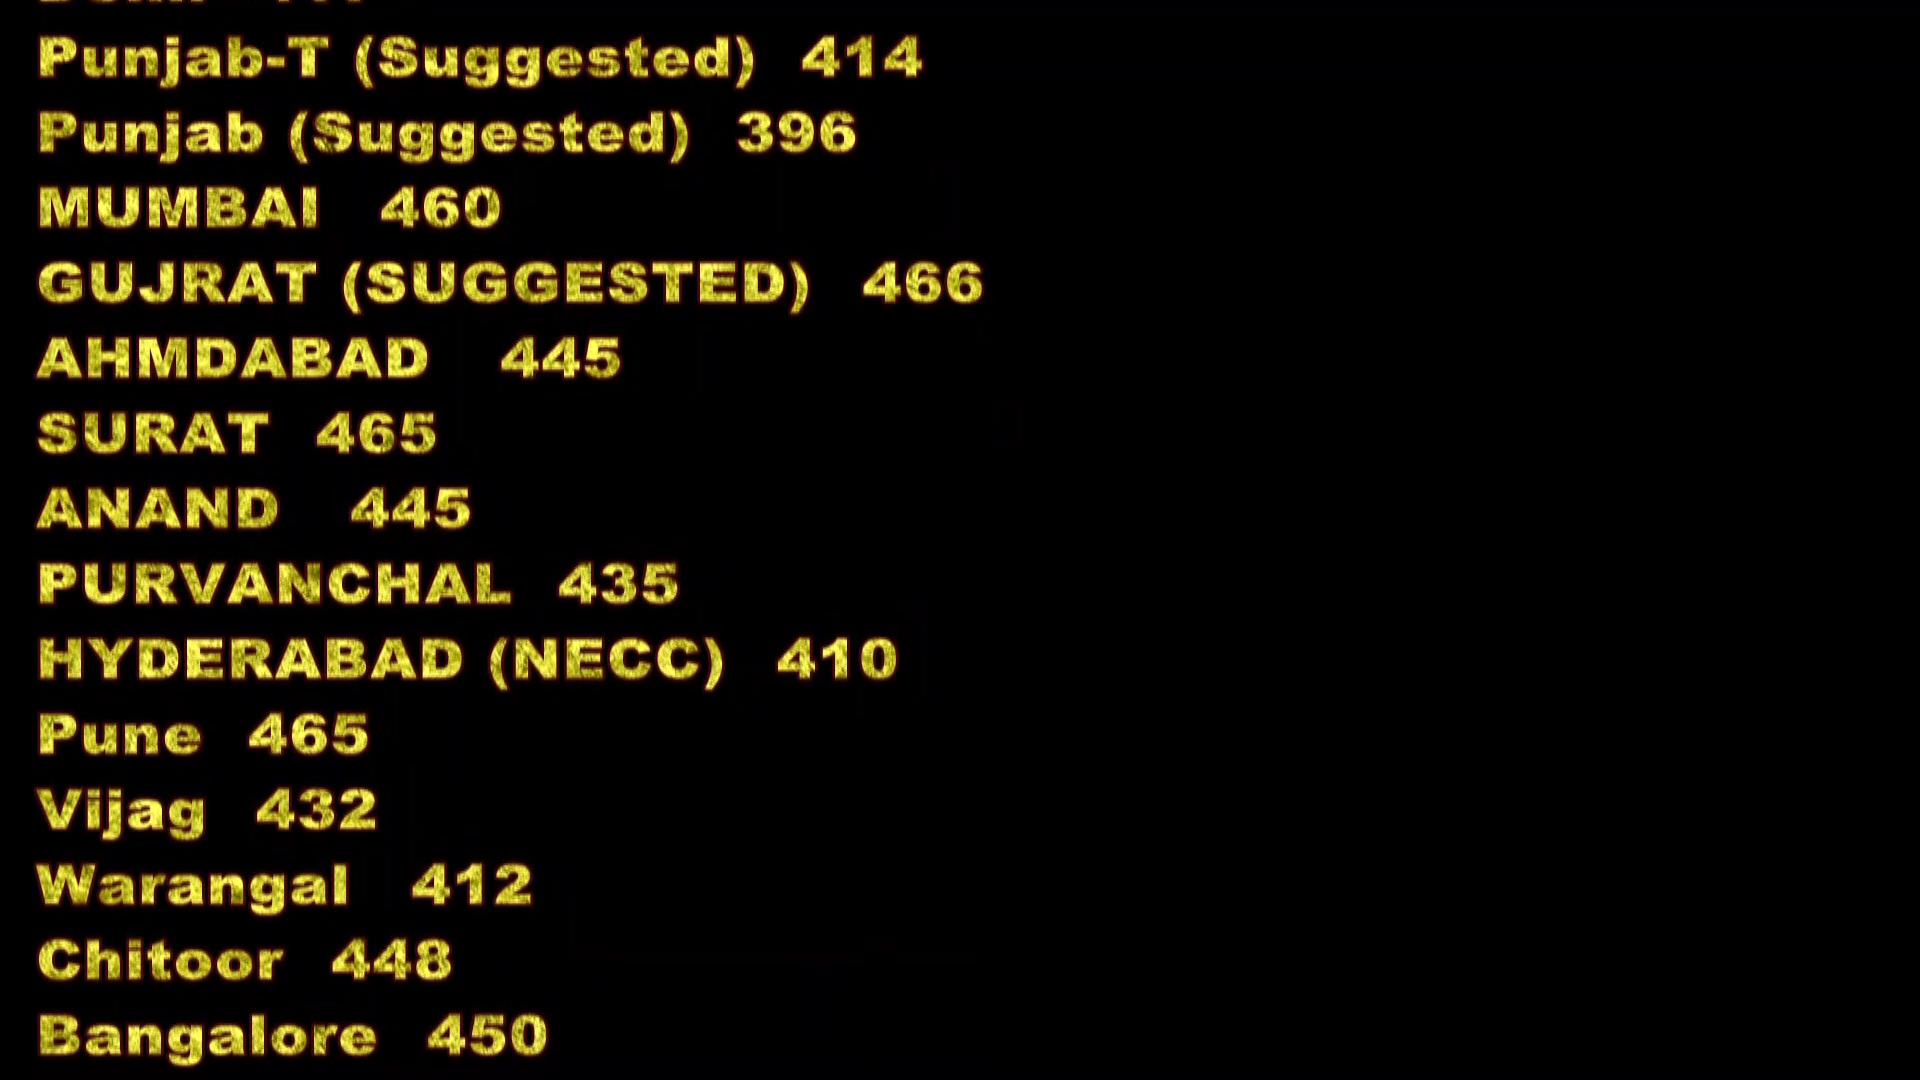 Punjab-T (Suggested) 414
Punjab (Suggested) 396
MUMBAI 460
GUJRAT (SUGGESTED) 466
AHMDABAD 445
SURAT 465
ANAND 445
PURVANCHAL 435
HYDERABAD (NECC) 410
Pune 465
Vijag 432
Warangal 412
Chitoor 448
Bangalore 450